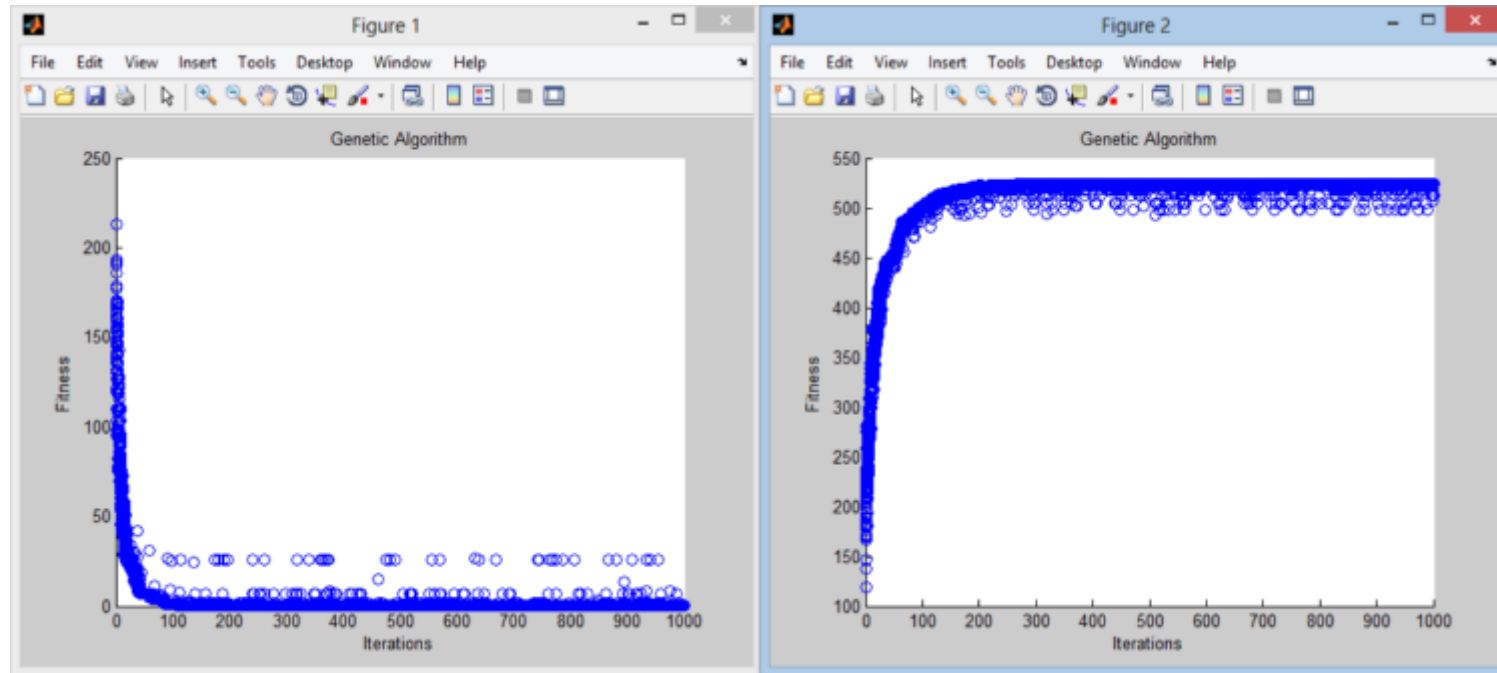 Figure 1
File Edit View Insert Tools Desktop Window Help
Genetic Algorithm
250
200
150
100
50
0
Fitness
0 100 200 300 400 500 600 700 800 900 1000
Iterations
Figure 2
File Edit View Insert Tools Desktop Window Help
Genetic Algorithm
550
500
450
400
350
300
250
200
150
100
Fitness
0 100 200 300 400 500 600 700 800 900 1000
Iterations